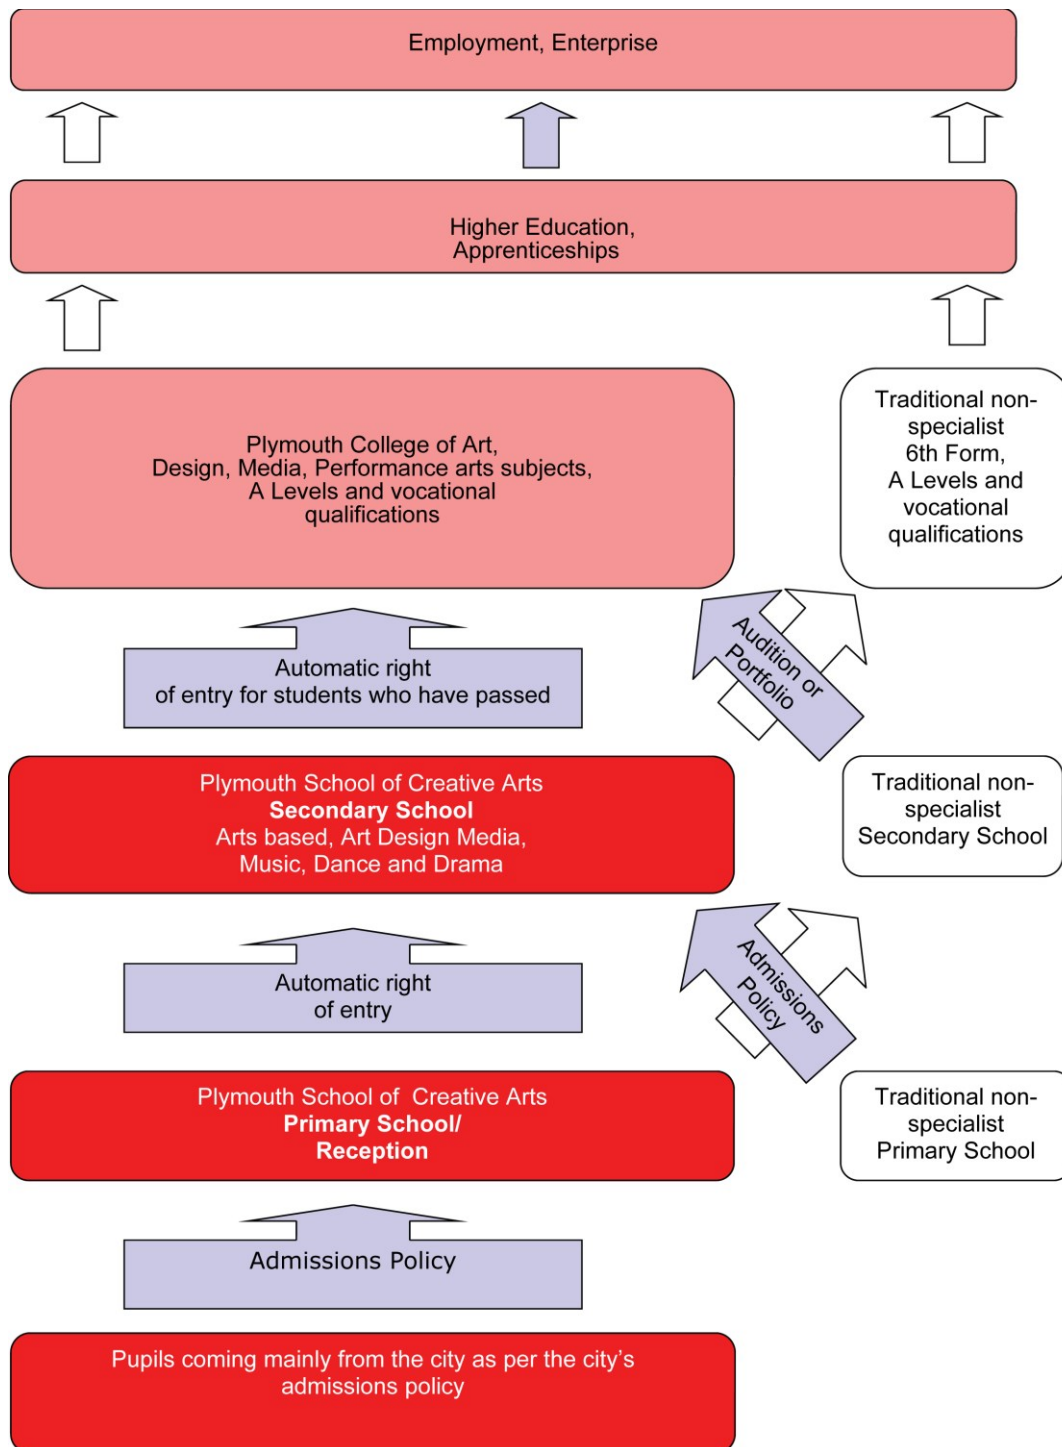 Employment, Enterprise
Higher Education,
Apprenticeships
Plymouth College of Art,
Design, Media, Performance arts subjects,
A Levels and vocational
qualifications
Traditional non-
specialist
6th Form,
A Levels and
vocational
qualifications
Automatic right
of entry for students who have passed
Audition or
Portfolio
Plymouth School of Creative Arts
Secondary School
Arts based, Art Design Media,
Music, Dance and Drama
Traditional non-
specialist
Secondary School
Automatic right
of entry
Admissions
Policy
Plymouth School of  Creative Arts
Primary School/
Reception
Traditional non-
specialist
Primary School
Admissions Policy
Pupils coming mainly from the city as per the city’s
admissions policy